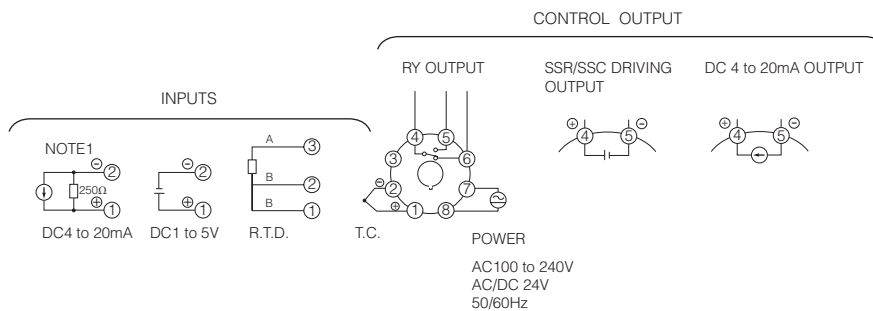 CONTROL OUTPUT
RY OUTPUT
SSR/SSC DRIVING
OUTPUT
DC 4 to 20mA OUTPUT
INPUTS
NOTE1
⊖ 2
250Ω
⊕ 1
DC4 to 20mA
⊖ 2
⊕ 1
DC1 to 5V
A 3
B 2
B 1
R.T.D.
4 5
3 6
⊖ 2 7
⊕ 1 8
T.C.
⊕ 4 5 ⊖
⊕ 4 5 ⊖
POWER
AC100 to 240V
AC/DC 24V
50/60Hz